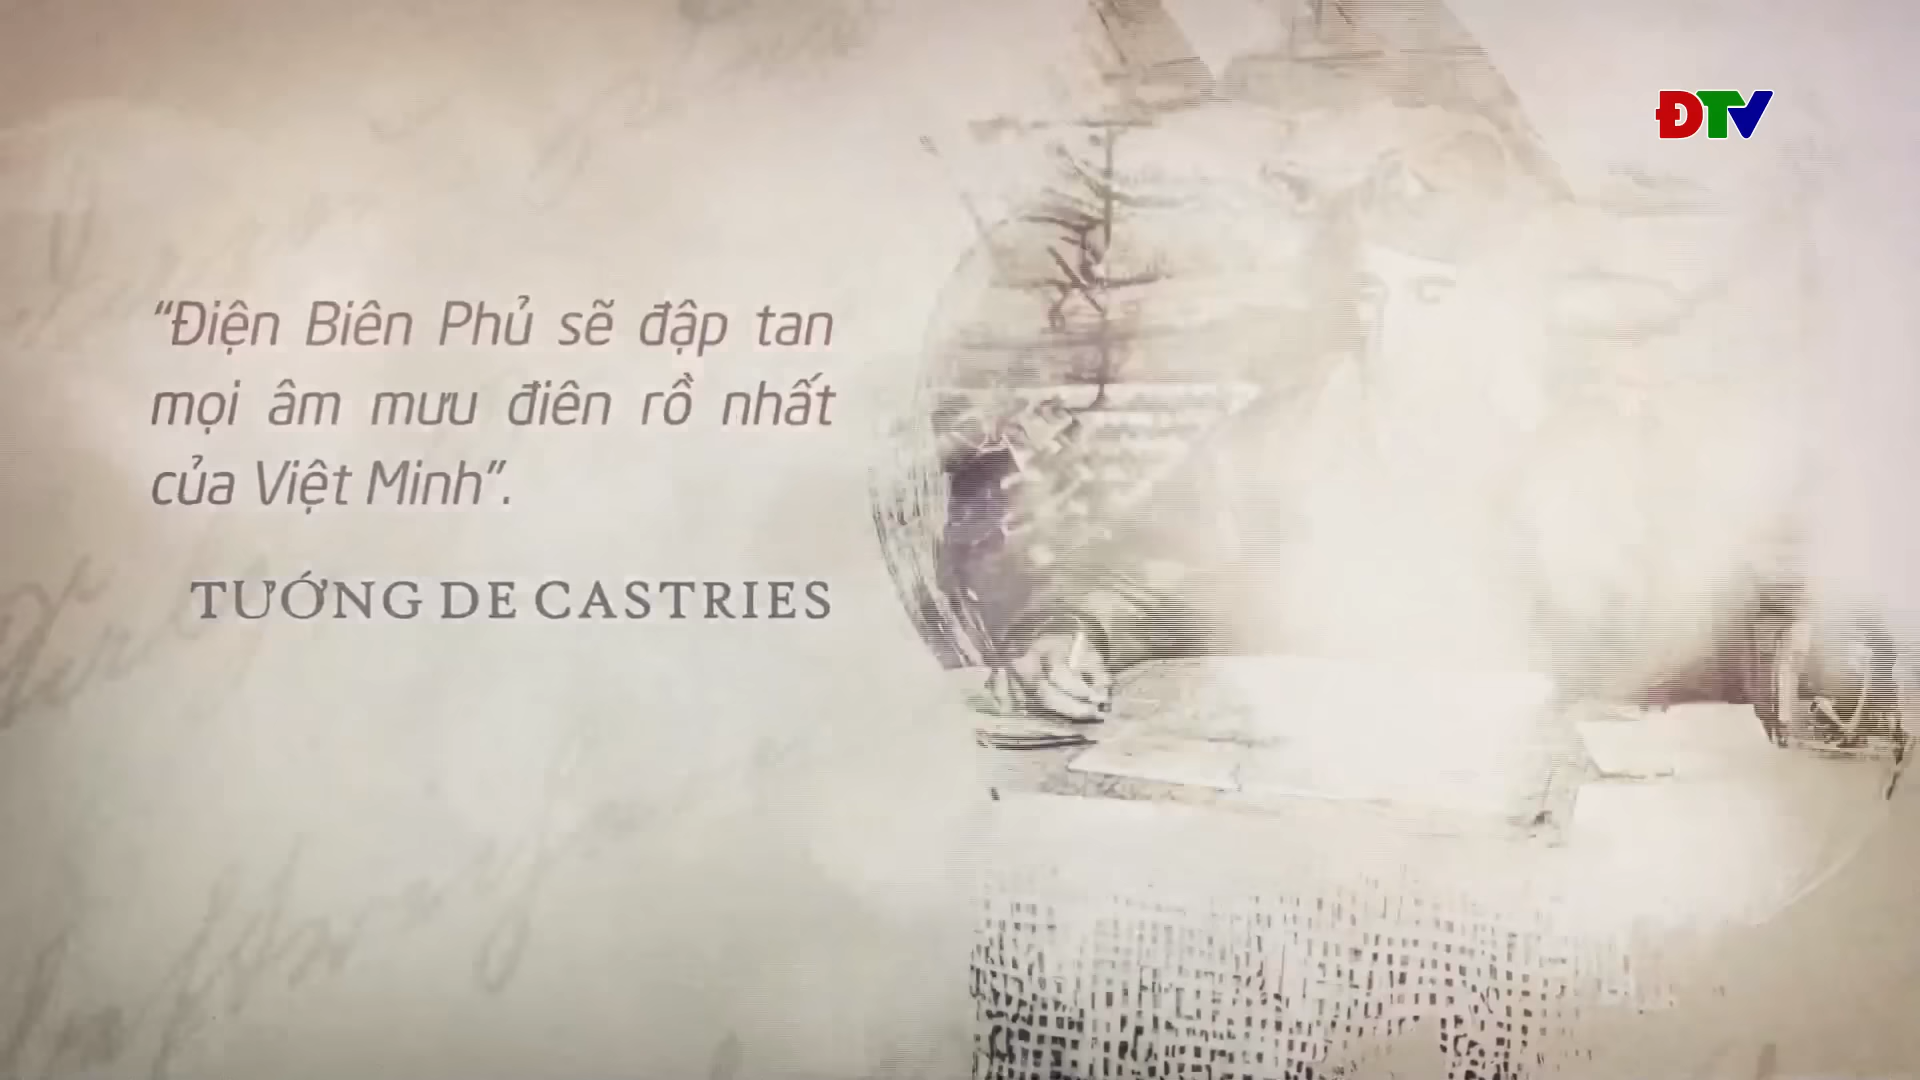 ĐTV
“Điện Biên Phủ sẽ đập tan
mọi âm mưu điên rồ nhất
của Việt Minh”.
TƯỚNG DE CASTRIES